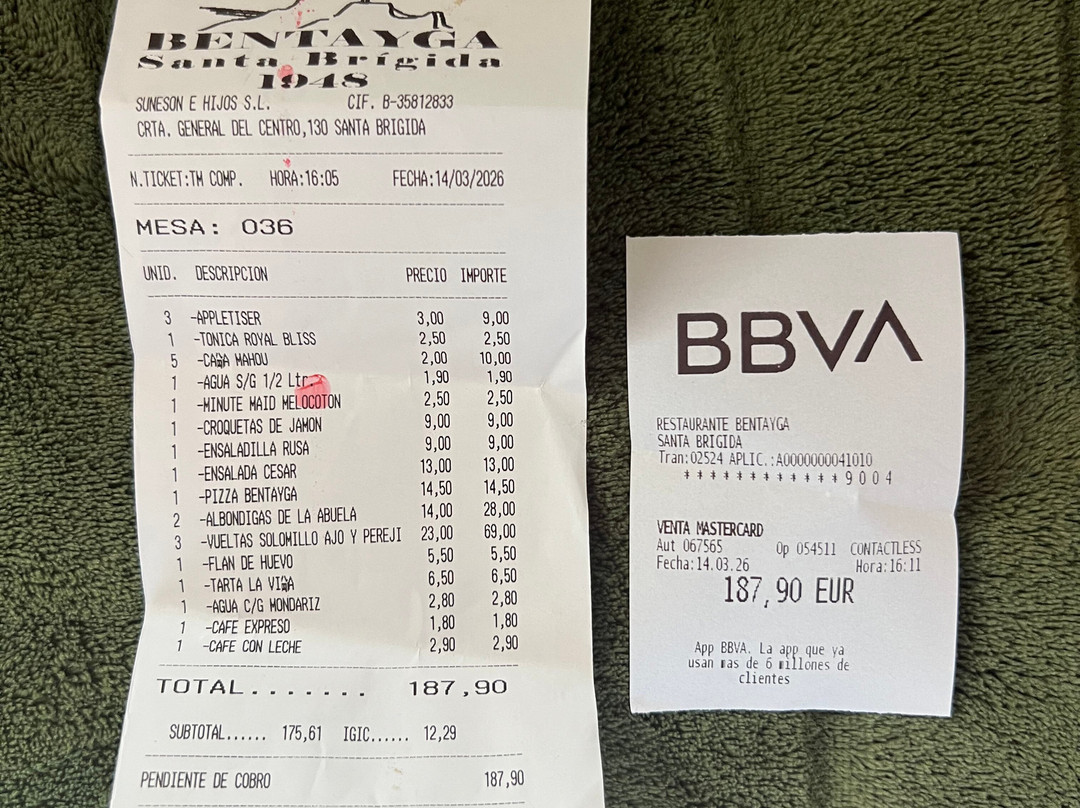 BENTAYGA
Santa Brígida
1948
SUNESON E HIJOS S.L. CIF. B-35812833
CRTA. GENERAL DEL CENTRO,130 SANTA BRIGIDA
N.TICKET:TM COMP. HORA:16:05 FECHA:14/03/2026
MESA: 036
UNID. DESCRIPCION PRECIO IMPORTE
3 -APPLETISER 3,00 9,00
1 -TONICA ROYAL BLISS 2,50 2,50
5 -CAÑA MAHOU 2,00 10,00
1 -AGUA S/G 1/2 Ltr. 1,90 1,90
1 -MINUTE MAID MELOCOTON 2,50 2,50
1 -CROQUETAS DE JAMON 9,00 9,00
1 -ENSALADILLA RUSA 9,00 9,00
1 -ENSALADA CESAR 13,00 13,00
1 -PIZZA BENTAYGA 14,50 14,50
2 -ALBONDIGAS DE LA ABUELA 14,00 28,00
3 -VUELTAS SOLOMILLO AJO Y PEREJI 23,00 69,00
1 -FLAN DE HUEVO 5,50 5,50
1 -TARTA LA VIÑA 6,50 6,50
1 -AGUA C/G MONDARIZ 2,80 2,80
1 -CAFE EXPRESO 1,80 1,80
1 -CAFE CON LECHE 2,90 2,90
TOTAL....... 187,90
SUBTOTAL...... 175,61 IGIC...... 12,29
PENDIENTE DE COBRO 187,90
BBVA
RESTAURANTE BENTAYGA
SANTA BRIGIDA
Tran:02524 APLIC.:A0000000041010
************9004
VENTA MASTERCARD
Aut 067565 Op 054511 CONTACTLESS
Fecha:14.03.26 Hora:16:11
187,90 EUR
App BBVA. La app que ya
usan mas de 6 millones de
clientes